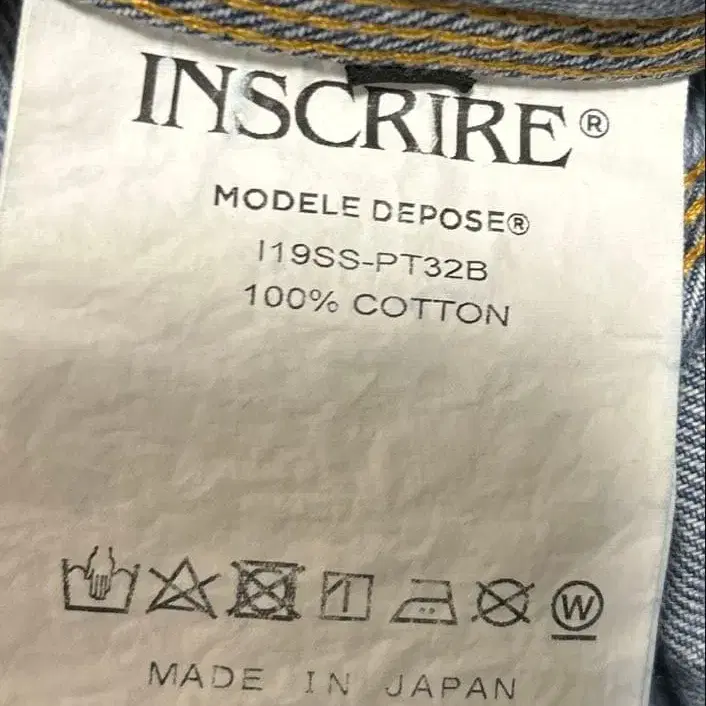 INSCRIRE®
MODELE DEPOSE®
I19SS-PT32B
100% COTTON
W
MADE IN JAPAN